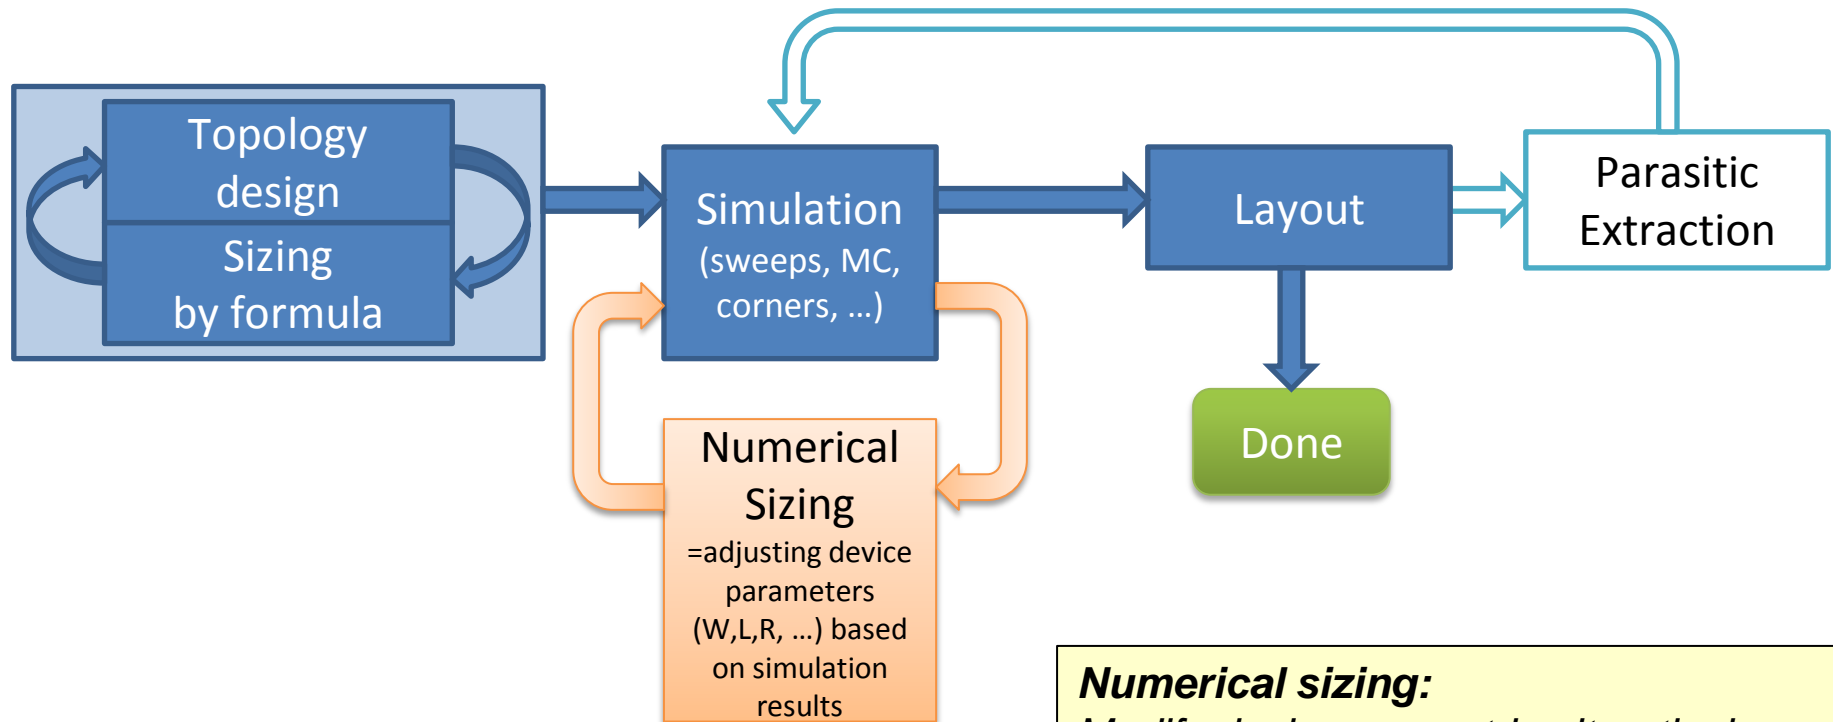 Topology
design
Sizing
by formula
Simulation
(sweeps, MC,
corners, …)
Layout
Parasitic
Extraction
Done
Numerical
Sizing
=adjusting device
parameters
(W,L,R, …) based
on simulation
results
Numerical sizing: